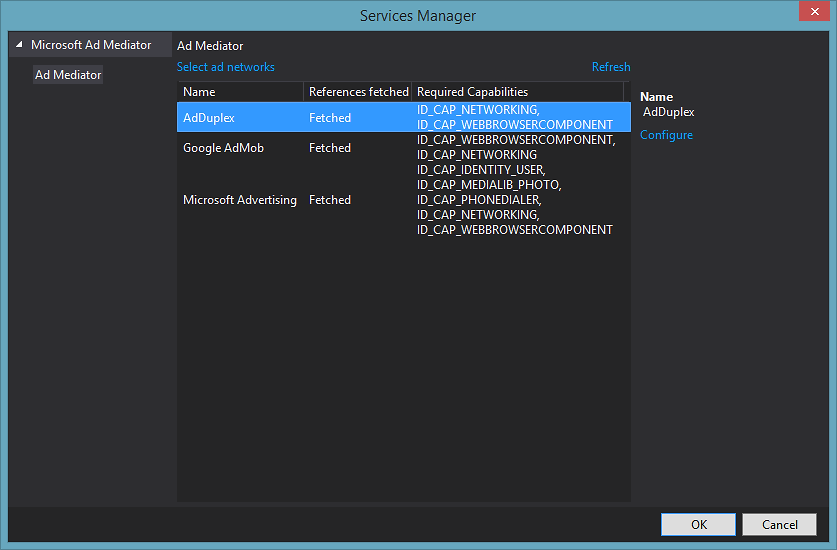 Services Manager
Microsoft Ad Mediator
Ad Mediator
Ad Mediator
Select ad networks
Refresh
Name References fetched Required Capabilities
AdDuplex Fetched ID_CAP_NETWORKING,
ID_CAP_WEBBROWSERCOMPONENT
Google AdMob Fetched ID_CAP_WEBBROWSERCOMPONENT,
ID_CAP_NETWORKING
Microsoft Advertising Fetched ID_CAP_IDENTITY_USER,
ID_CAP_MEDIALIB_PHOTO,
ID_CAP_PHONEDIALER,
ID_CAP_NETWORKING,
ID_CAP_WEBBROWSERCOMPONENT
Name
AdDuplex
Configure
OK
Cancel